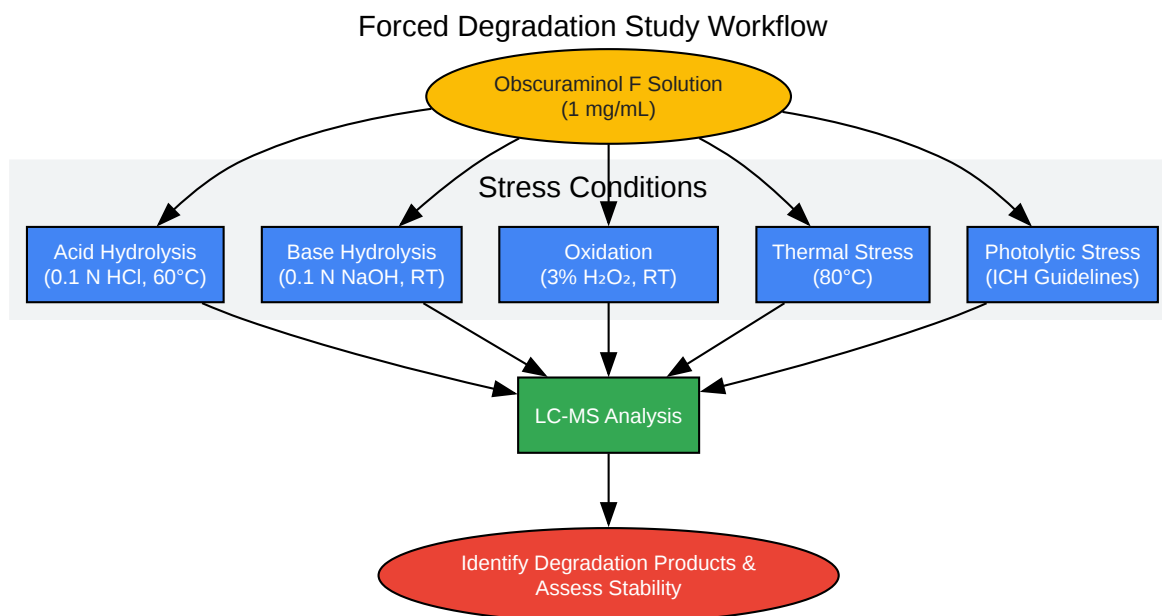 Forced Degradation Study Workflow
Obscuraminol F Solution
(1 mg/mL)
Stress Conditions
Acid Hydrolysis
(0.1 N HCl, 60°C)
Base Hydrolysis
(0.1 N NaOH, RT)
Oxidation
(3% H₂O₂, RT)
Thermal Stress
(80°C)
Photolytic Stress
(ICH Guidelines)
LC-MS Analysis
Identify Degradation Products &
Assess Stability